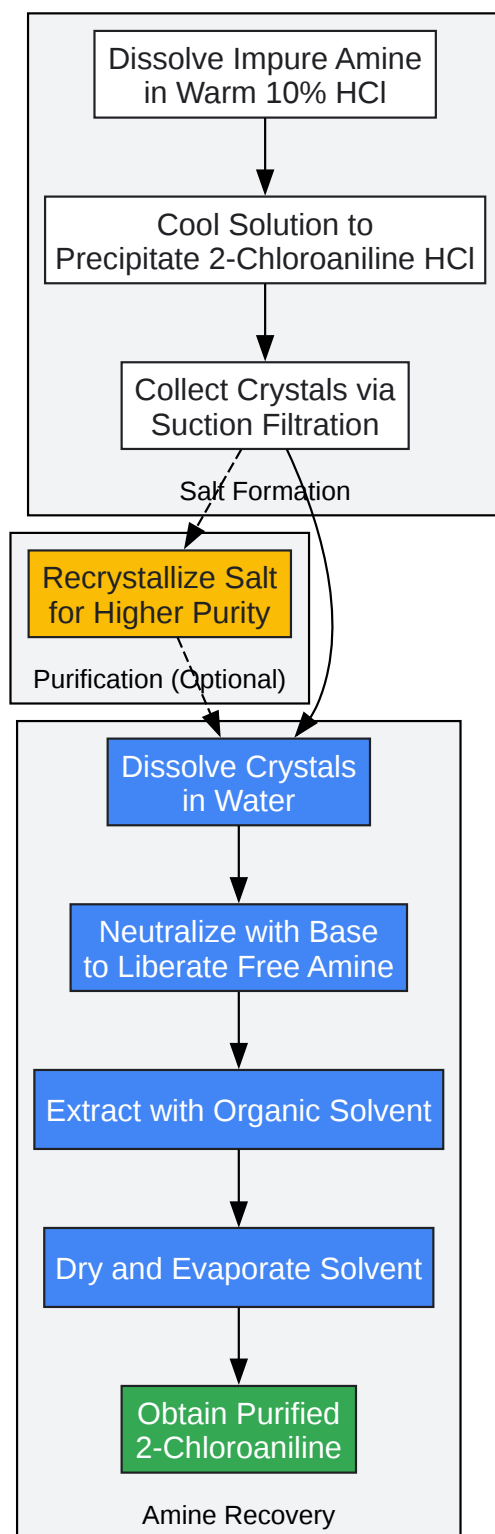 Dissolve Impure Amine
in Warm 10% HCl
Cool Solution to
Precipitate 2-Chloroaniline HCl
Collect Crystals via
Suction Filtration
Salt Formation
Recrystallize Salt
for Higher Purity
Purification (Optional)
Dissolve Crystals
in Water
Neutralize with Base
to Liberate Free Amine
Extract with Organic Solvent
Dry and Evaporate Solvent
Obtain Purified
2-Chloroaniline
Amine Recovery